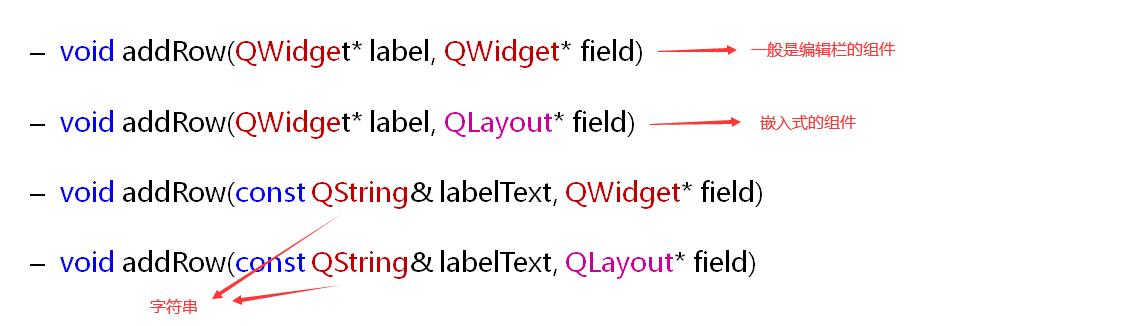 – void addRow(QWidget* label, QWidget* field) 一般是编辑栏的组件
– void addRow(QWidget* label, QLayout* field) 嵌入式的组件
– void addRow(const QString& labelText, QWidget* field)
– void addRow(const QString& labelText, QLayout* field)
字符串